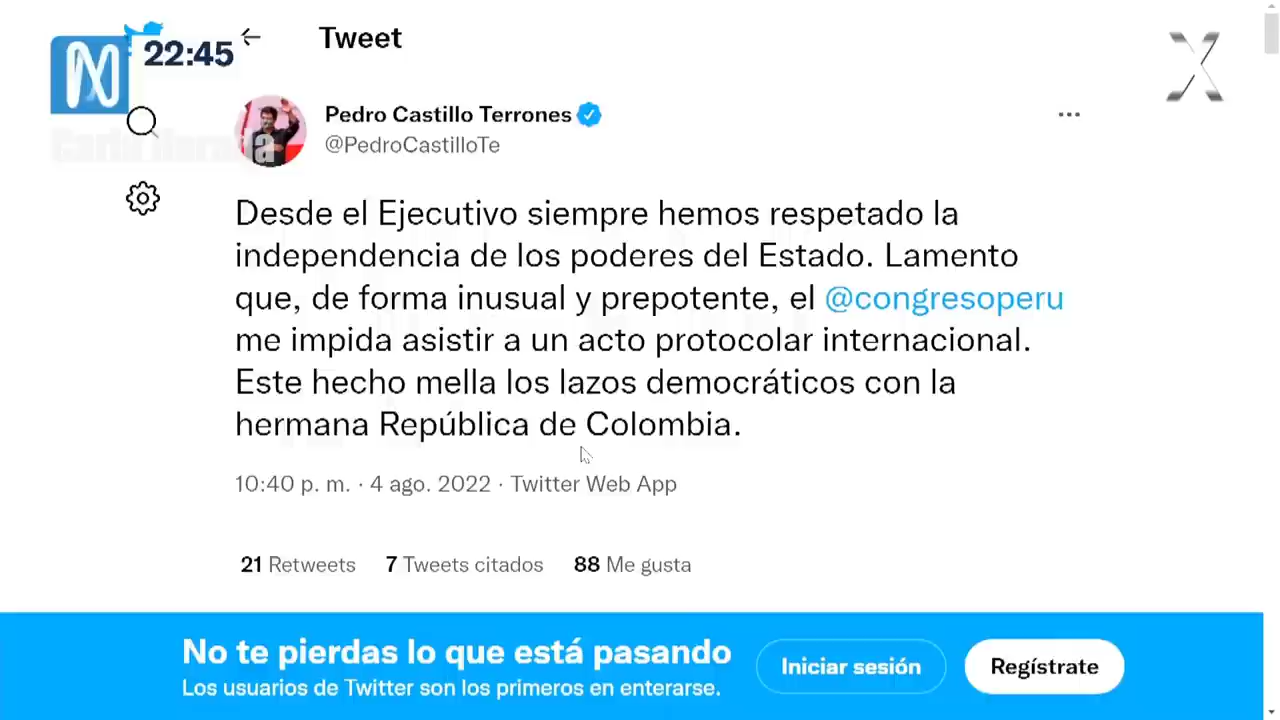 22:45
Tweet
Pedro Castillo Terrones
@PedroCastilloTe
Desde el Ejecutivo siempre hemos respetado la
independencia de los poderes del Estado. Lamento
que, de forma inusual y prepotente, el @congresoperu
me impida asistir a un acto protocolar internacional.
Este hecho mella los lazos democráticos con la
hermana República de Colombia.
10:40 p. m. · 4 ago. 2022 · Twitter Web App
21 Retweets 7 Tweets citados 88 Me gusta
No te pierdas lo que está pasando
Los usuarios de Twitter son los primeros en enterarse.
Iniciar sesión
Regístrate